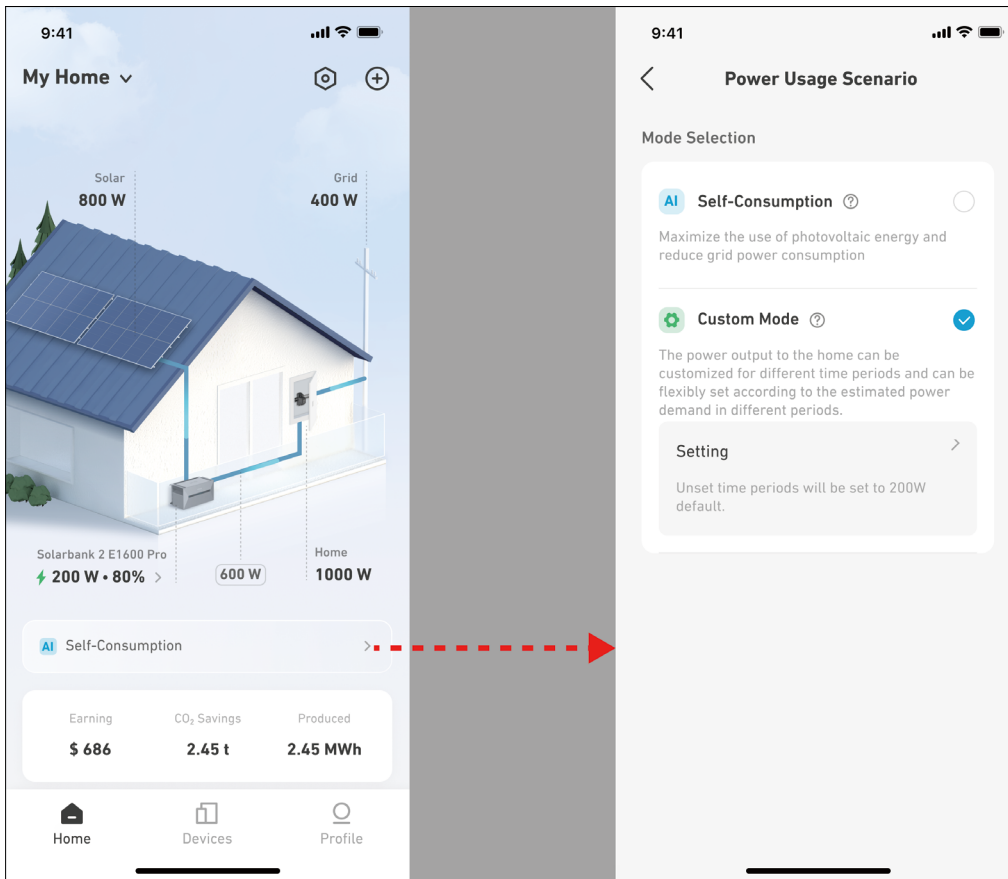 9:41
My Home
Solar
800 W
Grid
400 W
Solarbank 2 E1600 Pro
200 W • 80%
600 W
Home
1000 W
AI Self-Consumption
Earning
$ 686
CO₂ Savings
2.45 t
Produced
2.45 MWh
Home
Devices
Profile
9:41
Power Usage Scenario
Mode Selection
AI Self-Consumption ?
Maximize the use of photovoltaic energy and
reduce grid power consumption
Custom Mode ?
The power output to the home can be
customized for different time periods and can be
flexibly set according to the estimated power
demand in different periods.
Setting
Unset time periods will be set to 200W
default.